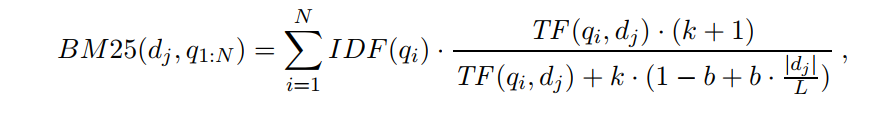 BM25(d_j, q_{1:N}) = \sum_{i=1}^{N} IDF(q_i) \cdot \frac{TF(q_i, d_j) \cdot (k + 1)}{TF(q_i, d_j) + k \cdot (1 - b + b \cdot \frac{|d_j|}{L})} ,